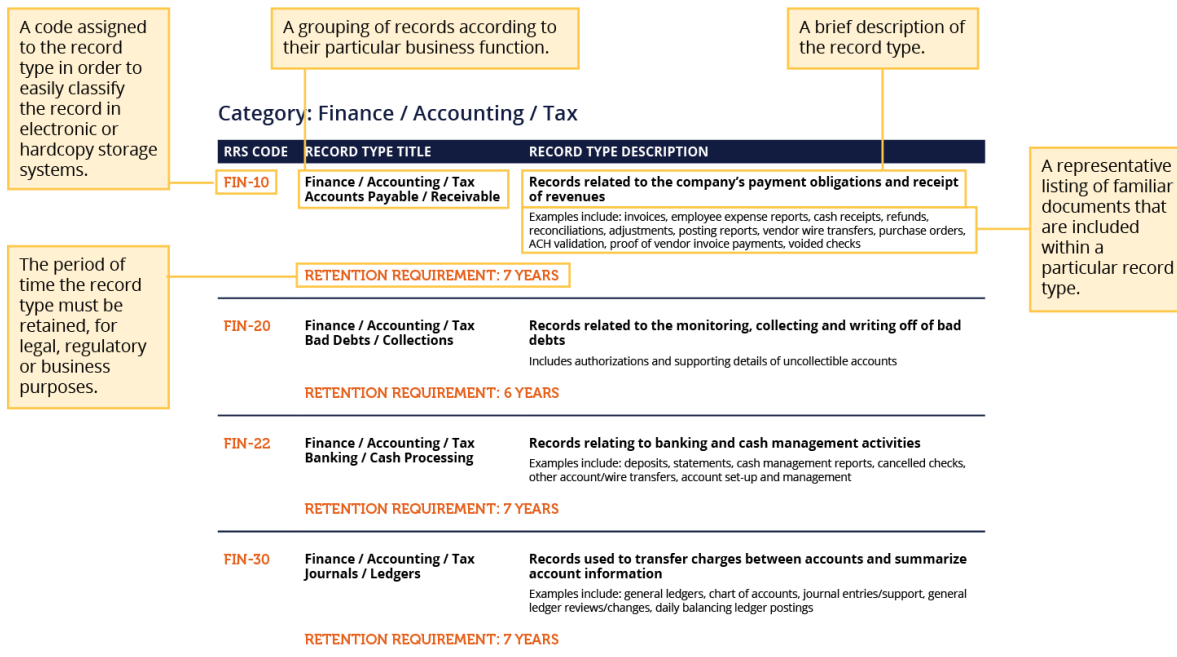 A code assigned
to the record
type in order to
easily classify
the record in
electronic or
hardcopy storage
systems.
A grouping of records according to
their particular business function.
A brief description of
the record type.
Category: Finance / Accounting / Tax
RRS CODE RECORD TYPE TITLE RECORD TYPE DESCRIPTION
FIN-10
Finance / Accounting / Tax
Accounts Payable / Receivable
Records related to the company’s payment obligations and receipt
of revenues
Examples include: invoices, employee expense reports, cash receipts, refunds,
reconciliations, adjustments, posting reports, vendor wire transfers, purchase orders,
ACH validation, proof of vendor invoice payments, voided checks
A representative
listing of familiar
documents that
are included
within a
particular record
type.
The period of
time the record
type must be
retained, for
legal, regulatory
or business
purposes.
RETENTION REQUIREMENT: 7 YEARS
FIN-20
Finance / Accounting / Tax
Bad Debts / Collections
Records related to the monitoring, collecting and writing off of bad
debts
Includes authorizations and supporting details of uncollectible accounts
RETENTION REQUIREMENT: 6 YEARS
FIN-22
Finance / Accounting / Tax
Banking / Cash Processing
Records relating to banking and cash management activities
Examples include: deposits, statements, cash management reports, cancelled checks,
other account/wire transfers, account set-up and management
RETENTION REQUIREMENT: 7 YEARS
FIN-30
Finance / Accounting / Tax
Journals / Ledgers
Records used to transfer charges between accounts and summarize
account information
Examples include: general ledgers, chart of accounts, journal entries/support, general
ledger reviews/changes, daily balancing ledger postings
RETENTION REQUIREMENT: 7 YEARS